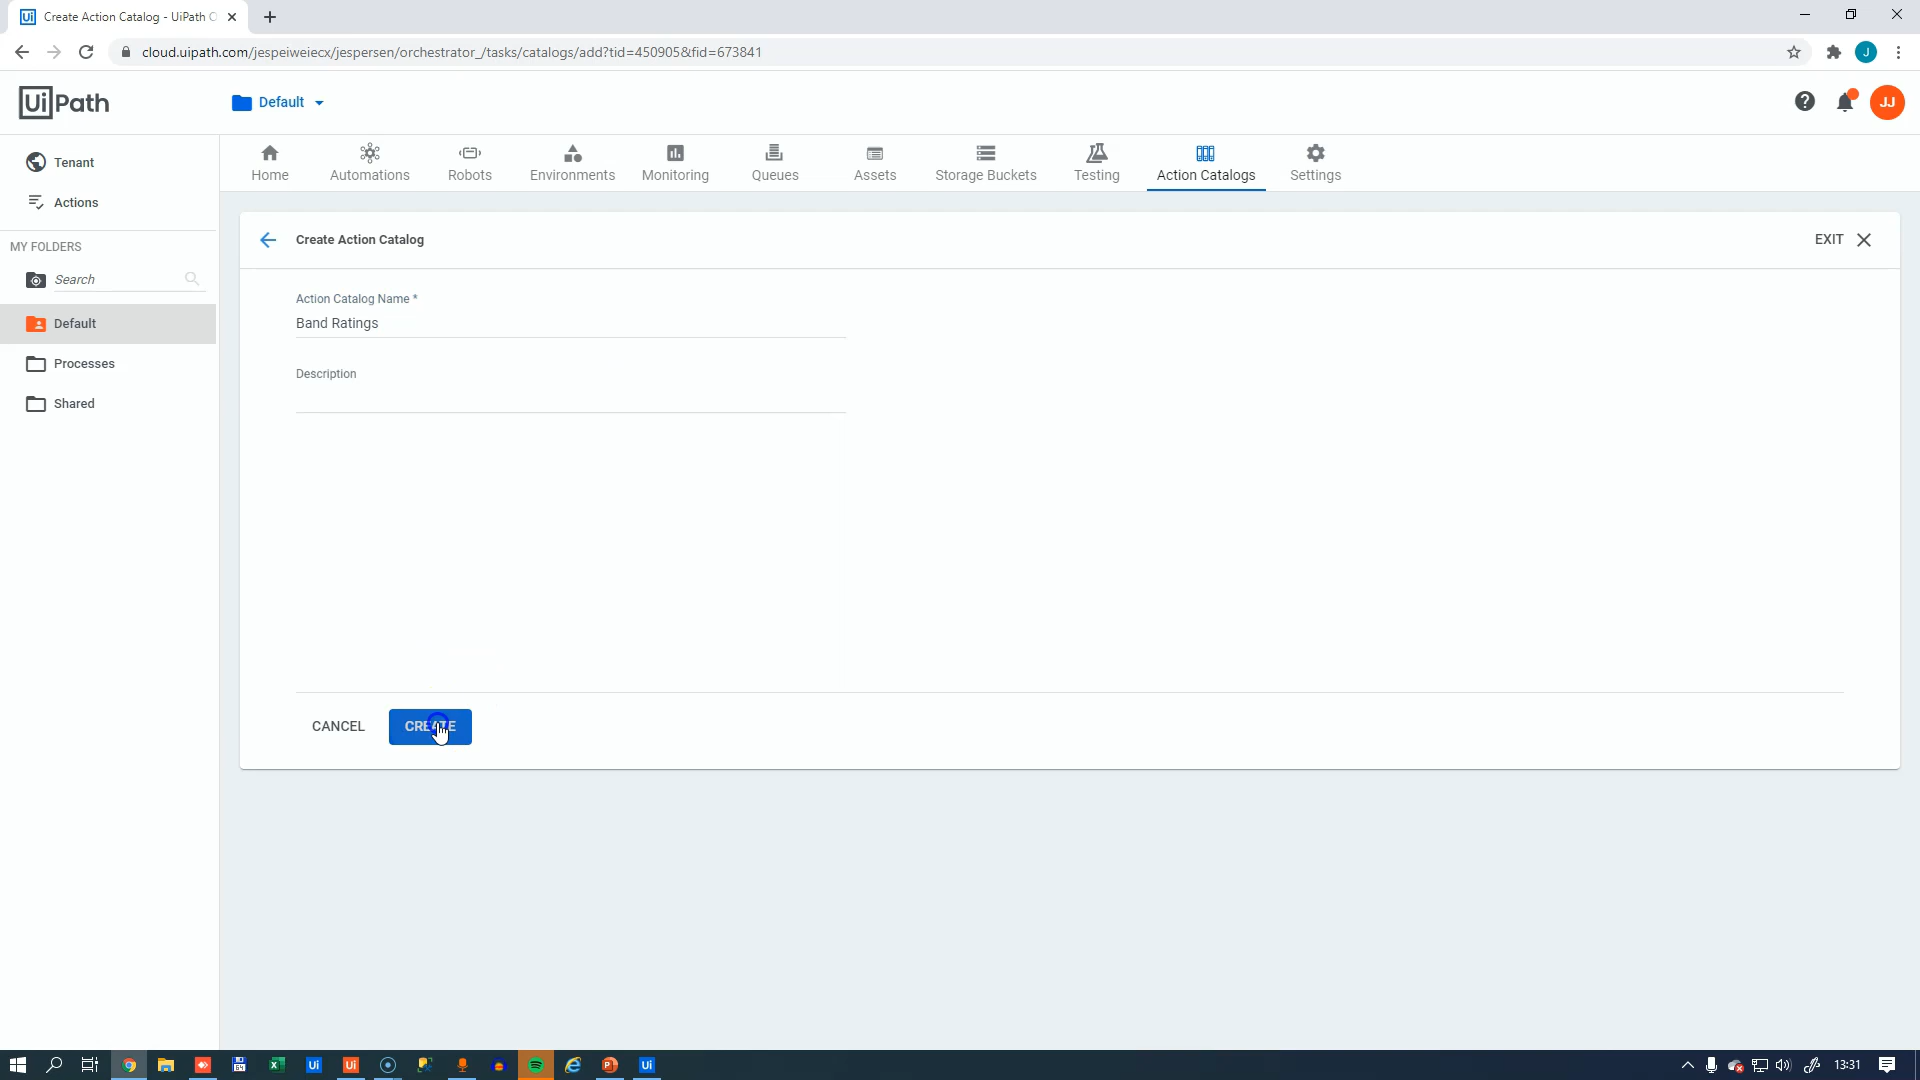 Create Action Catalog - UiPath O
cloud.uipath.com/jespeiweiecx/jespersen/orchestrator_/tasks/catalogs/add?tid=450905&fid=673841
J
UiPath
Default
JJ
Tenant
Actions
MY FOLDERS
Search
Default
Processes
Shared
Home
Automations
Robots
Environments
Monitoring
Queues
Assets
Storage Buckets
Testing
Action Catalogs
Settings
Create Action Catalog
EXIT
Action Catalog Name *
Band Ratings
Description
CANCEL
CREATE
13:31